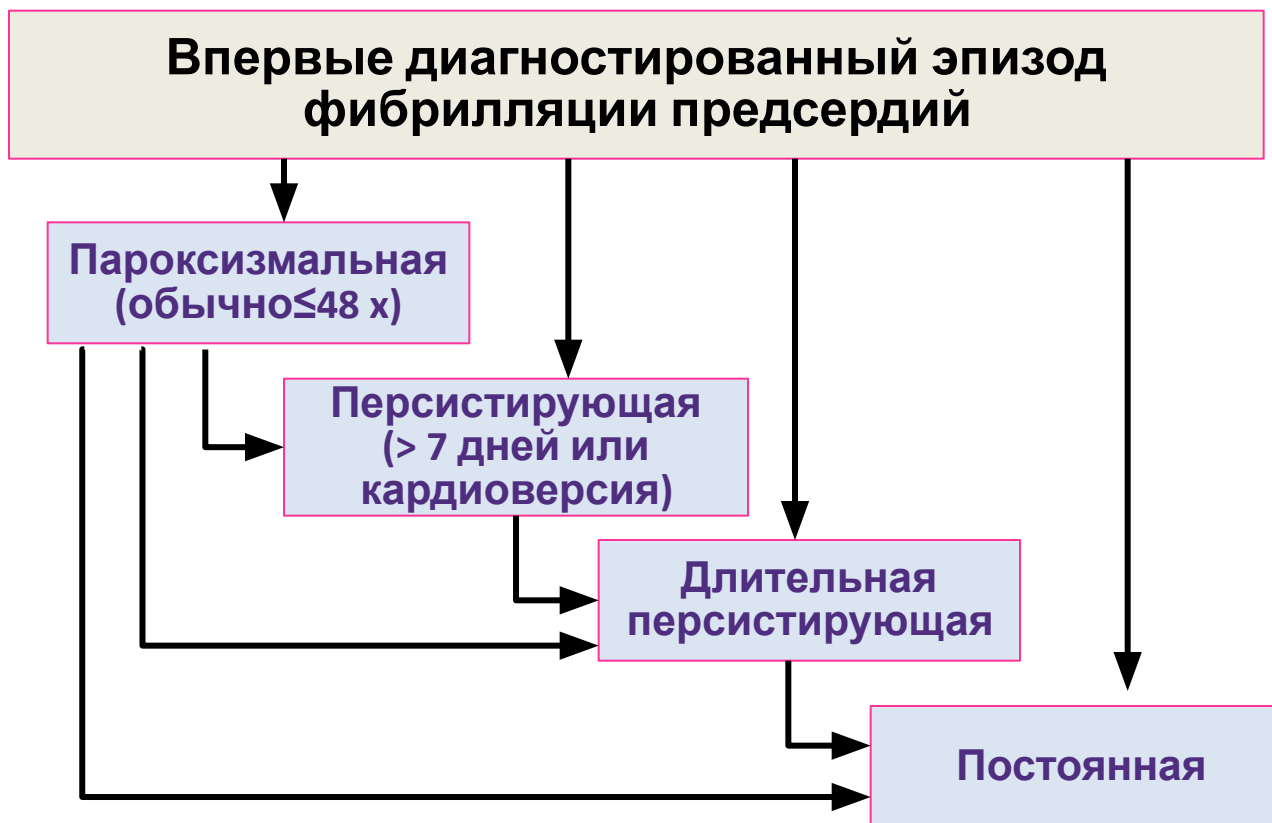 Впервые диагностированный эпизод
фибрилляции предсердий
Пароксизмальная
(обычно≤48 х)
Персистирующая
(> 7 дней или
кардиоверсия)
Длительная
персистирующая
Постоянная